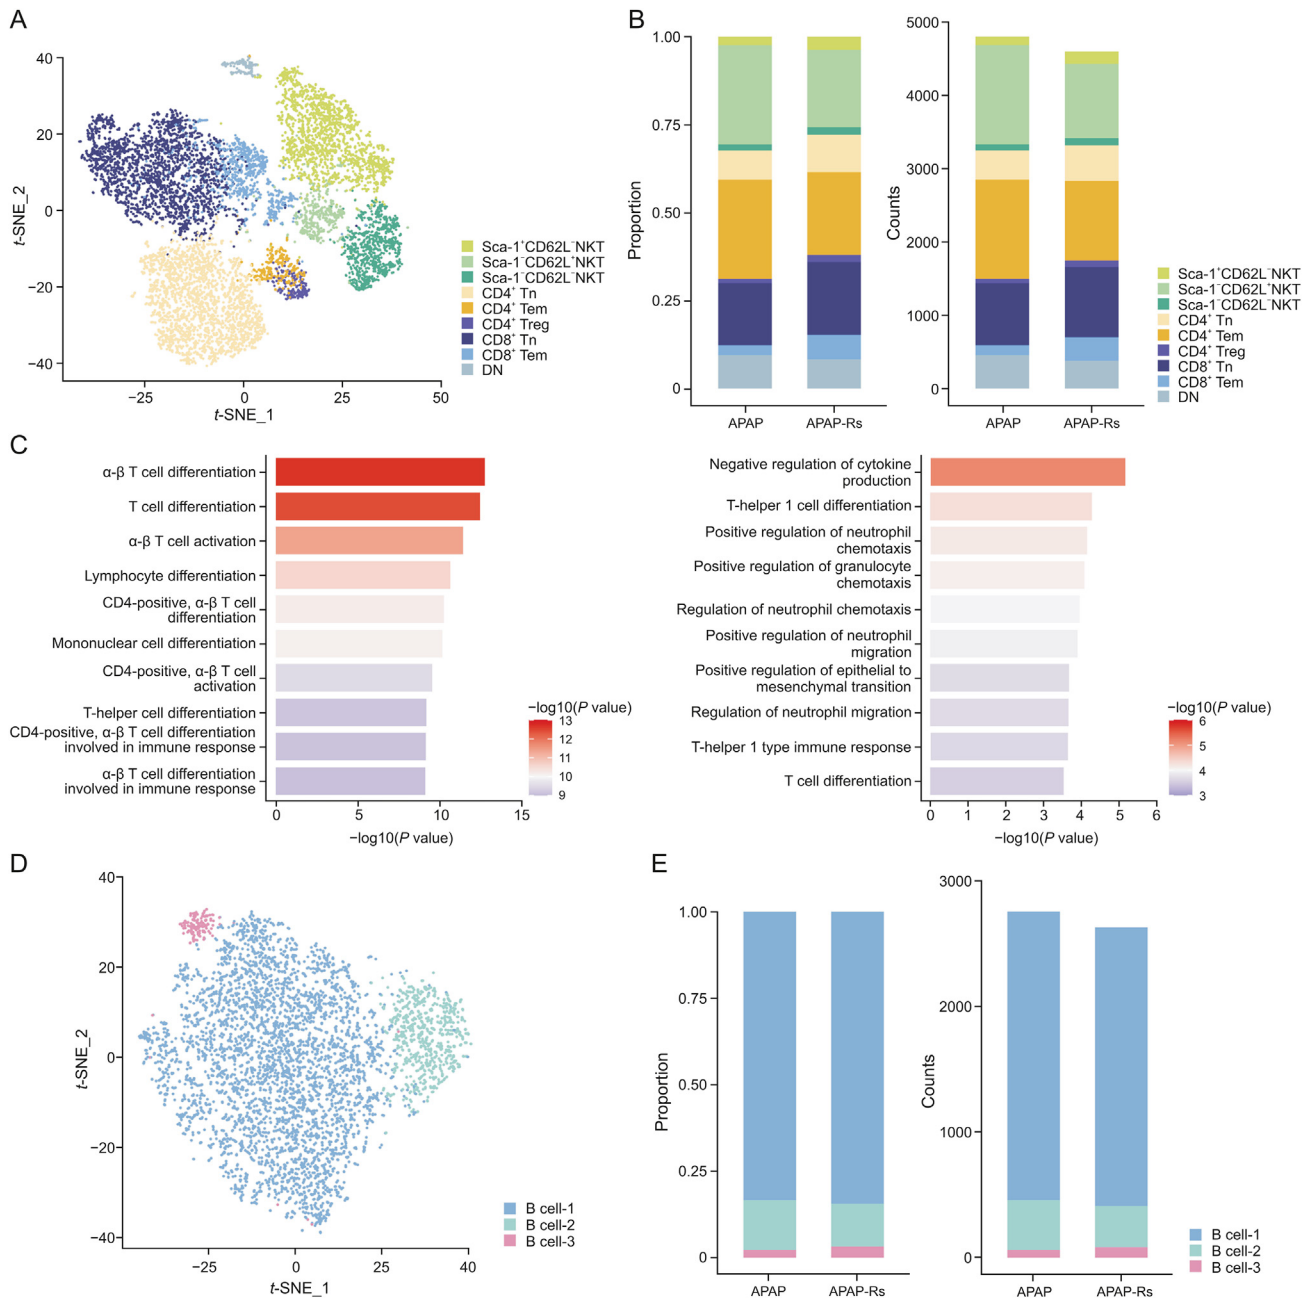 A
40
20
0
−20
−40
t-SNE_2
−25
0
25
50
t-SNE_1
Sca-1⁺CD62L⁻NKT
Sca-1⁻CD62L⁺NKT
Sca-1⁻CD62L⁻NKT
CD4⁺ Tn
CD4⁺ Tem
CD4⁺ Treg
CD8⁺ Tn
CD8⁺ Tem
DN
B
1.00
0.75
0.50
0.25
0
Proportion
APAP
APAP-Rs
5000
4000
3000
2000
1000
0
Counts
APAP
APAP-Rs
Sca-1⁺CD62L⁻NKT
Sca-1⁻CD62L⁺NKT
Sca-1⁻CD62L⁻NKT
CD4⁺ Tn
CD4⁺ Tem
CD4⁺ Treg
CD8⁺ Tn
CD8⁺ Tem
DN
C
α-β T cell differentiation
T cell differentiation
α-β T cell activation
Lymphocyte differentiation
CD4-positive, α-β T cell
differentiation
Mononuclear cell differentiation
CD4-positive, α-β T cell
activation
T-helper cell differentiation
CD4-positive, α-β T cell differentiation
involved in immune response
α-β T cell differentiation
involved in immune response
0
5
10
15
−log10(P value)
−log10(P value)
13
12
11
10
9
Negative regulation of cytokine
production
T-helper 1 cell differentiation
Positive regulation of neutrophil
chemotaxis
Positive regulation of granulocyte
chemotaxis
Regulation of neutrophil chemotaxis
Positive regulation of neutrophil
migration
Positive regulation of epithelial to
mesenchymal transition
Regulation of neutrophil migration
T-helper 1 type immune response
T cell differentiation
0
1
2
3
4
5
6
−log10(P value)
−log10(P value)
6
5
4
3
D
40
20
0
−20
−40
t-SNE_2
−25
0
25
40
t-SNE_1
B cell-1
B cell-2
B cell-3
E
1.00
0.75
0.50
0.25
0
Proportion
APAP
APAP-Rs
3000
2000
1000
0
Counts
APAP
APAP-Rs
B cell-1
B cell-2
B cell-3